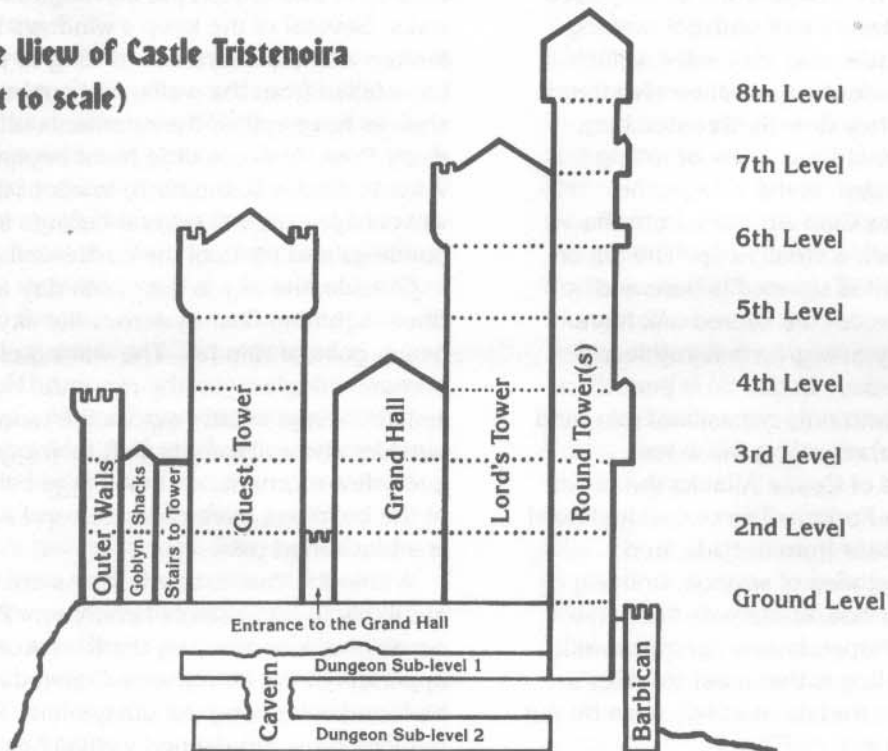 View of Castle Tristenoira
to scale)
8th Level
7th Level
6th Level
5th Level
4th Level
3rd Level
2nd Level
Ground Level
Outer Walls
Goblyn Shacks
Stairs to Tower
Guest Tower
Grand Hall
Lord's Tower
Round Tower(s)
Entrance to the Grand Hall
Cavern
Dungeon Sub-level 1
Dungeon Sub-level 2
Barbican